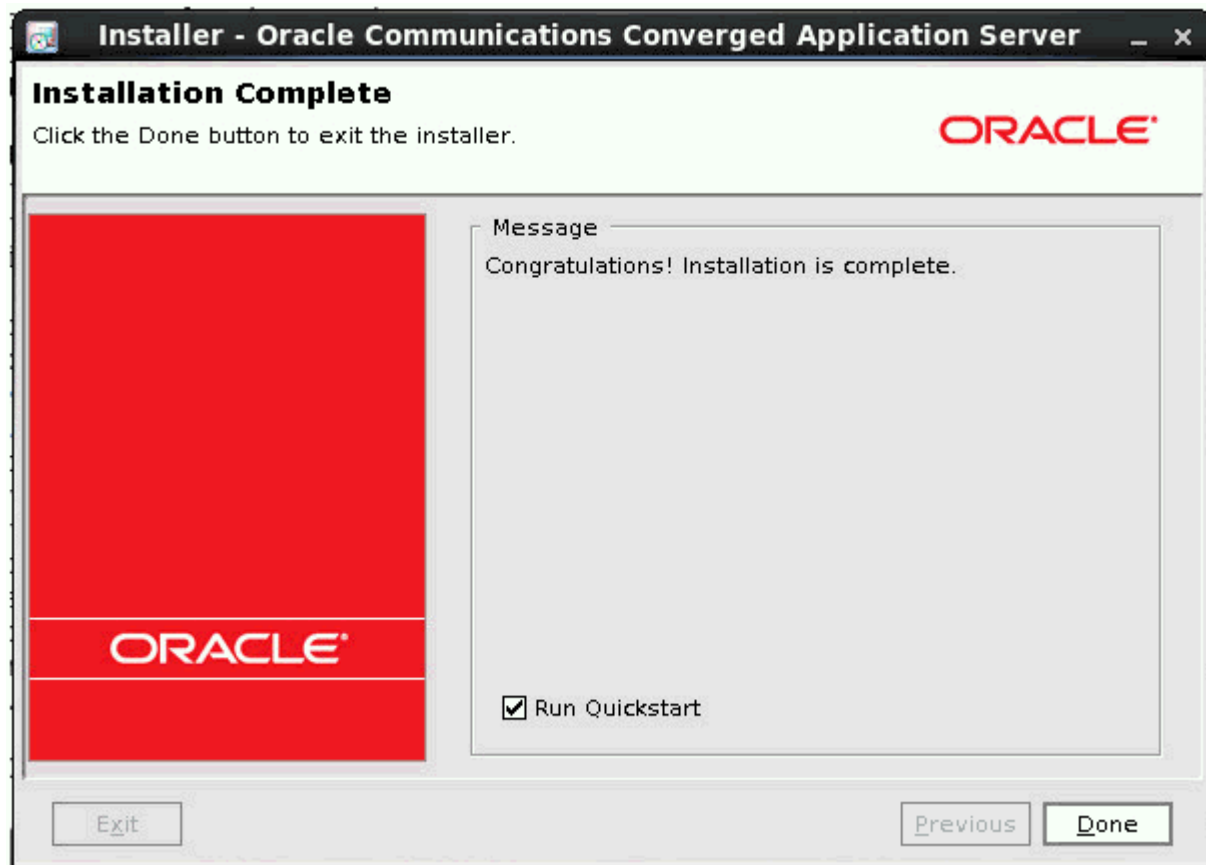 Installer - Oracle Communications Converged Application Server
Installation Complete
Click the Done button to exit the installer.
ORACLE
Message
Congratulations! Installation is complete.
ORACLE
Run Quickstart
Exit
Previous
Done